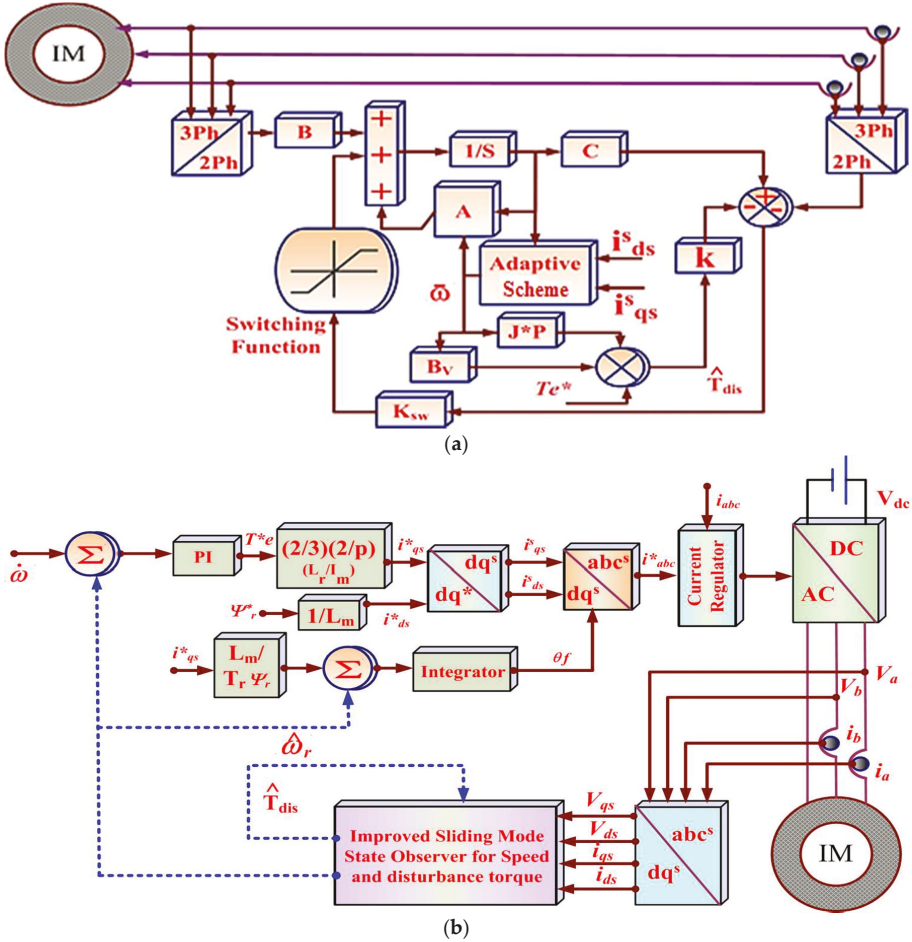 IM
3Ph
2Ph
B
+
+
+
1/S
C
3Ph
2Ph
-
+
-
A
k
Adaptive
Scheme
i^s_ds
i^s_qs
ω̄
Switching
Function
J*P
B_V
Te*
T̂_dis
K_sw
(a)
ω̇
Σ
PI
T*e
(2/3)(2/p)
(L_r/I_m)
i*_qs
Ψ*_r
1/L_m
i*_ds
dq^s
dq*
i^s_qs
i^s_ds
abc^s
dq^s
i*_abc
i_abc
Current
Regulator
V_dc
DC
AC
i*_qs
L_m/
T_r Ψ_r
Σ
Integrator
θf
ω̂_r
T̂_dis
V_a
V_b
i_b
i_a
Improved Sliding Mode
State Observer for Speed
and disturbance torque
V_qs
V_ds
i_qs
i_ds
abc^s
dq^s
IM
(b)